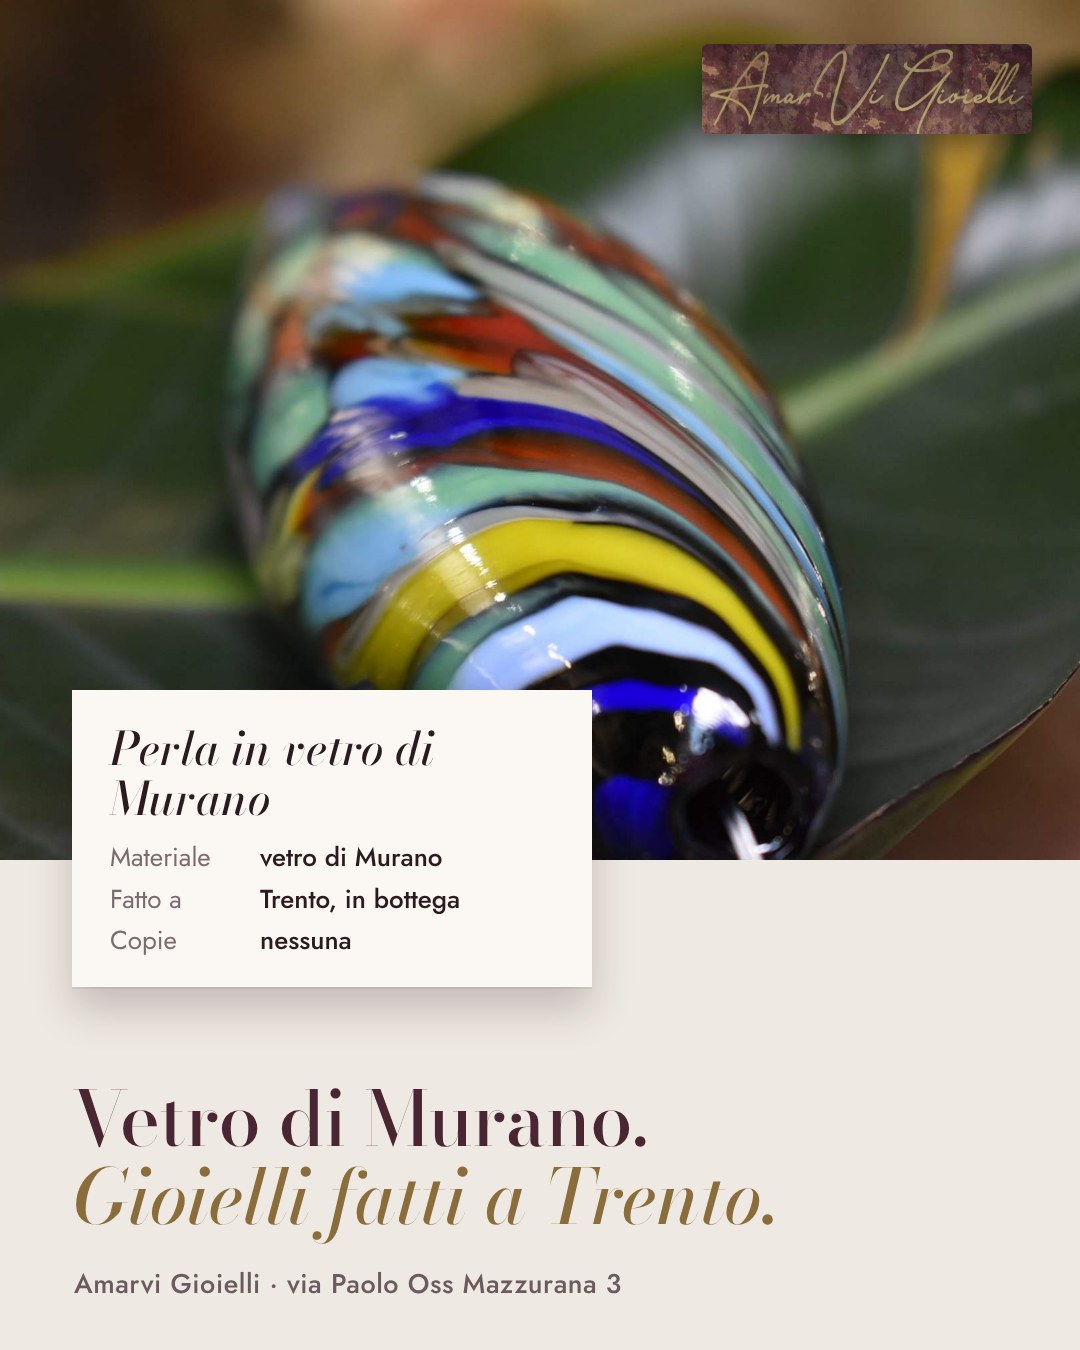 Amar Vi Gioielli
Perla in vetro di
Murano
Materiale vetro di Murano
Fatto a Trento, in bottega
Copie nessuna
Vetro di Murano.
Gioielli fatti a Trento.
Amarvi Gioielli · via Paolo Oss Mazzurana 3